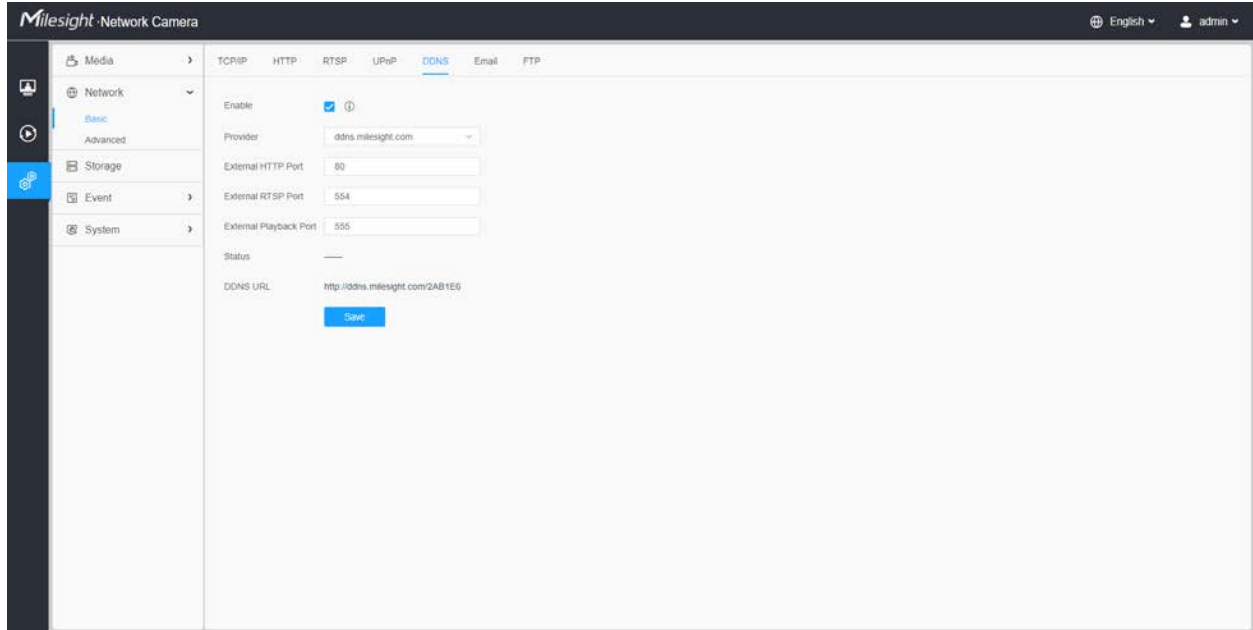 Milesight ·Network Camera
English
admin
Media
Network
Basic
Advanced
Storage
Event
System
TCP/IP HTTP RTSP UPnP DDNS Email FTP
Enable
Provider ddns.milesight.com
External HTTP Port 80
External RTSP Port 554
External Playback Port 555
Status -----
DDNS URL http://ddns.milesight.com/2AB1E6
Save